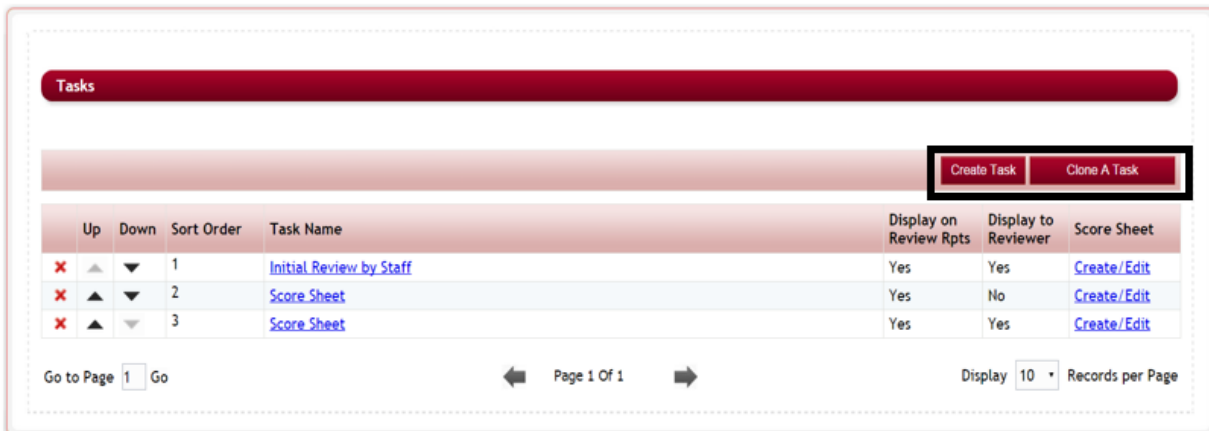 Tasks
Create Task Clone A Task
Up Down Sort Order Task Name Display on Review Rpts Display to Reviewer Score Sheet
1 Initial Review by Staff Yes Yes Create/Edit
2 Score Sheet Yes No Create/Edit
3 Score Sheet Yes Yes Create/Edit
Go to Page 1 Go Page 1 Of 1 Display 10 Records per Page